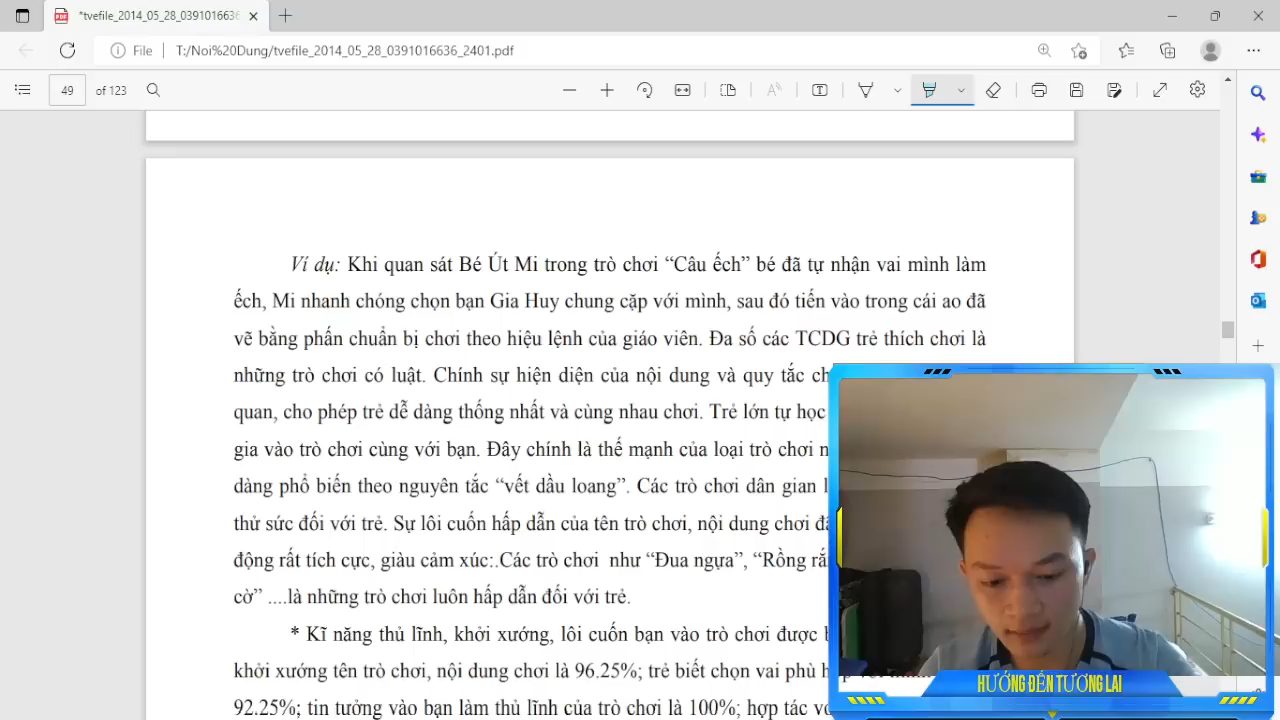 *tvefile_2014_05_28_0391016636
File T:/Noi%20Dung/tvefile_2014_05_28_0391016636_2401.pdf
49 of 123
Ví dụ: Khi quan sát Bé Út Mi trong trò chơi “Câu ếch” bé đã tự nhận vai mình làm
ếch, Mi nhanh chóng chọn bạn Gia Huy chung cặp với mình, sau đó tiến vào trong cái ao đã
vẽ bằng phấn chuẩn bị chơi theo hiệu lệnh của giáo viên. Đa số các TCDG trẻ thích chơi là
những trò chơi có luật. Chính sự hiện diện của nội dung và quy tắc
quan, cho phép trẻ dễ dàng thống nhất và cùng nhau chơi. Trẻ lớn tự học
gia vào trò chơi cùng với bạn. Đây chính là thế mạnh của loại trò chơi
dàng phổ biến theo nguyên tắc “vết dầu loang”. Các trò chơi dân gian
thử sức đối với trẻ. Sự lôi cuốn hấp dẫn của tên trò chơi, nội dung chơi
động rất tích cực, giàu cảm xúc:.Các trò chơi như “Đua ngựa”, “Rồng
cờ” ....là những trò chơi luôn hấp dẫn đối với trẻ.
* Kĩ năng thủ lĩnh, khởi xướng, lôi cuốn bạn vào trò chơi được
khởi xướng tên trò chơi, nội dung chơi là 96.25%; trẻ biết chọn vai phù
92.25%; tin tưởng vào bạn làm thủ lĩnh của trò chơi là 100%; hợp tác
HƯỚNG ĐẾN TƯƠNG LAI